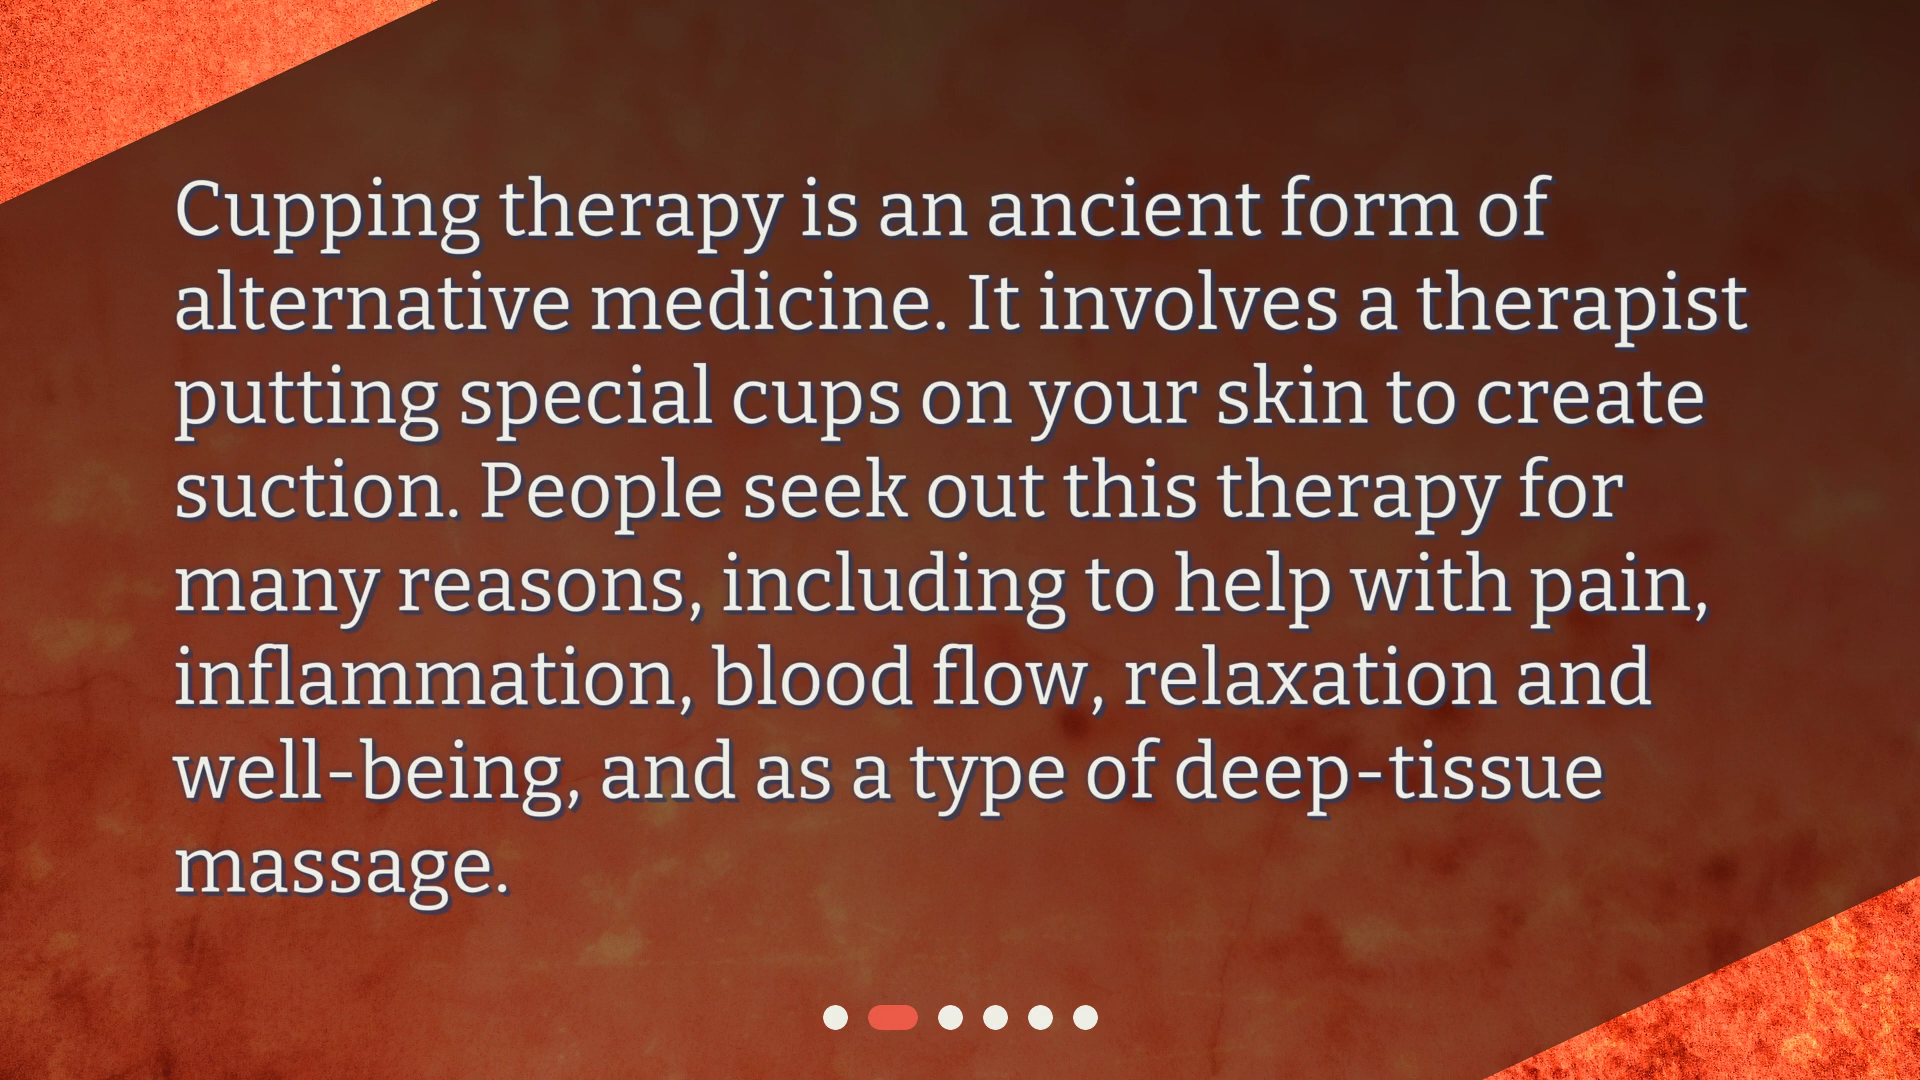 Cupping therapy is an ancient form of
alternative medicine. It involves a therapist
putting special cups on your skin to create
suction. People seek out this therapy for
many reasons, including to help with pain,
inflammation, blood flow, relaxation and
well-being, and as a type of deep-tissue
massage.